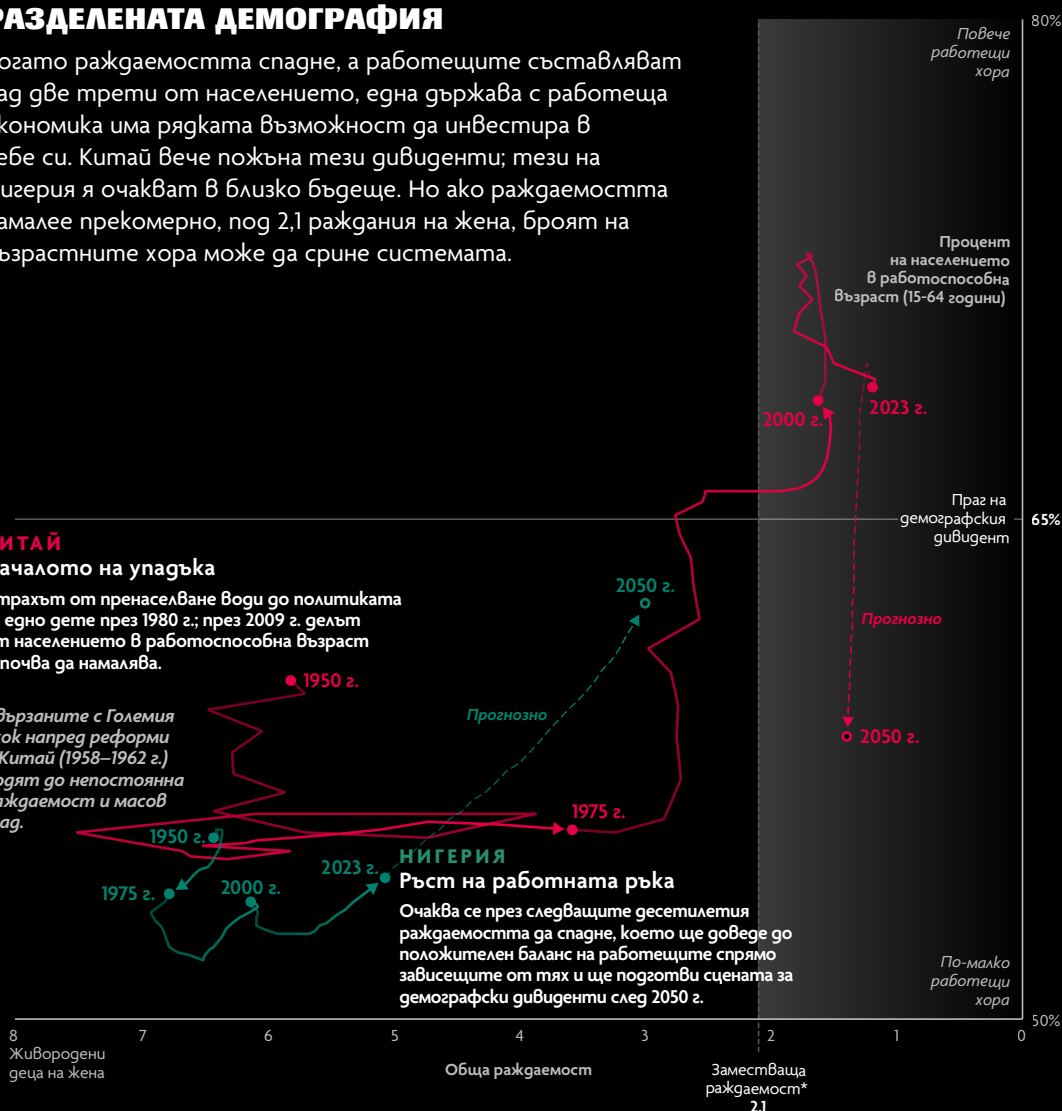 РАЗДЕЛЕНАТА ДЕМОГРАФИЯ
огато раждаемостта спадне, а работещите съставляват
ад две трети от населението, една държава с работеща
кономика има рядката възможност да инвестира в
ебе си. Китай вече пожъна тези дивиденти; тези на
игерия я очакват в близко бъдеще. Но ако раждаемостта
амалее прекомерно, под 2,1 раждания на жена, броят на
ъзрастните хора може да срине системата.
80%
Повече
работещи
хора
Процент
на населението
в работоспособна
възраст (15-64 години)
2000 г.
2023 г.
Праг на
демографския
дивидент
65%
ИТАЙ
ачалото на упадъка
трахът от пренаселване води до политиката
едно дете през 1980 г.; през 2009 г. делът
т населението в работоспособна възраст
почва да намалява.
2050 г.
Прогнозно
1950 г.
вързаните с Големия
кок напред реформи
Китай (1958–1962 г.)
одят до непостоянна
аждаемост и масов
ад.
Прогнозно
2050 г.
1975 г.
1950 г.
1975 г.
2000 г.
2023 г.
НИГЕРИЯ
Ръст на работната ръка
Очаква се през следващите десетилетия
раждаемостта да спадне, което ще доведе до
положителен баланс на работещите спрямо
зависещите от тях и ще подготви сцената за
демографски дивиденти след 2050 г.
По-малко
работещи
хора
50%
8 7 6 5 4 3 2 1 0
Живородени
деца на жена
Обща раждаемост
Заместваща
раждаемост*
2,1